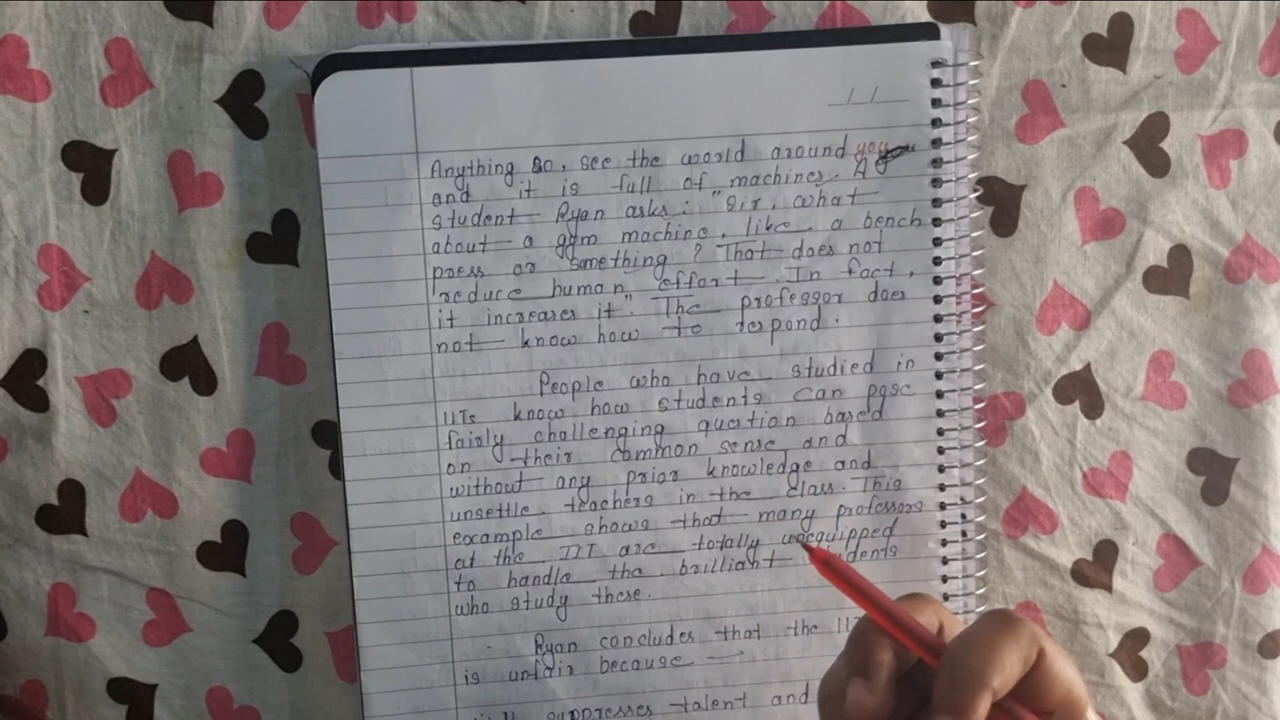 Anything so, see the world around you
and it is full of machines. A
student Ryan asks: "Sir, what
about a gym machine, like a bench
press or something? That does not
reduce human effort. In fact,
it increases it". The professor does
not know how to respond.
People who have studied in
IITs know how students can pose
fairly challenging question based
on their common sense and
without any prior knowledge and
unsettle teachers in the class. This
example shows that many professors
at the IIT are totally unequipped
to handle the brilliant students
who study there.
Ryan concludes that the IIT
is unfair because →
suppresses talent and